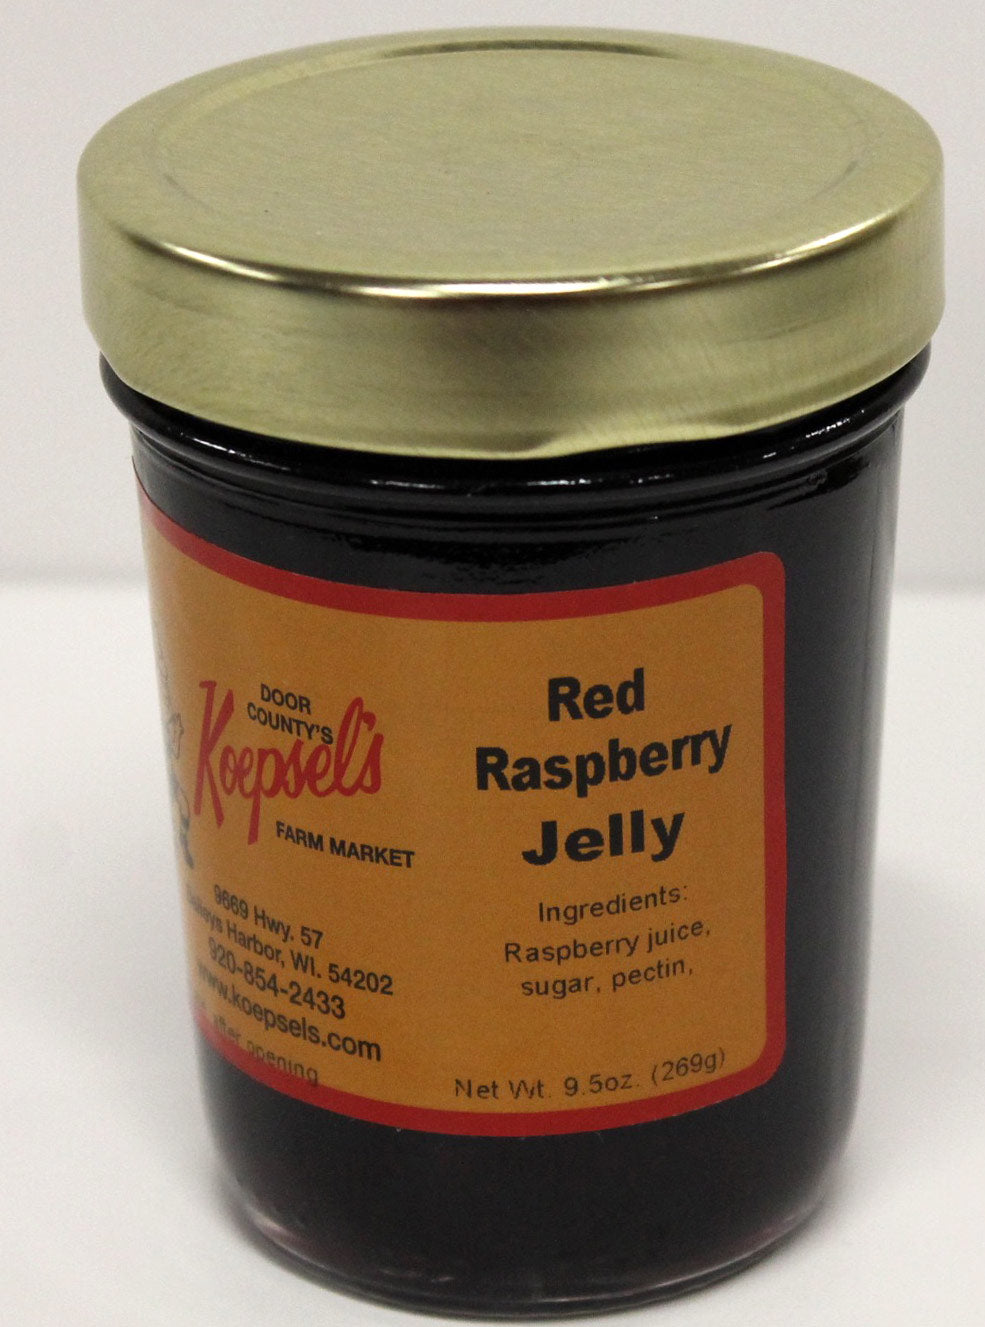 DOOR
COUNTY'S
Koepsel's
FARM MARKET
9669 Hwy. 57
Baileys Harbor, WI. 54202
920-854-2433
www.koepsels.com
after opening
Red
Raspberry
Jelly
Ingredients:
Raspberry juice,
sugar, pectin,
Net Wt. 9.5oz. (269g)